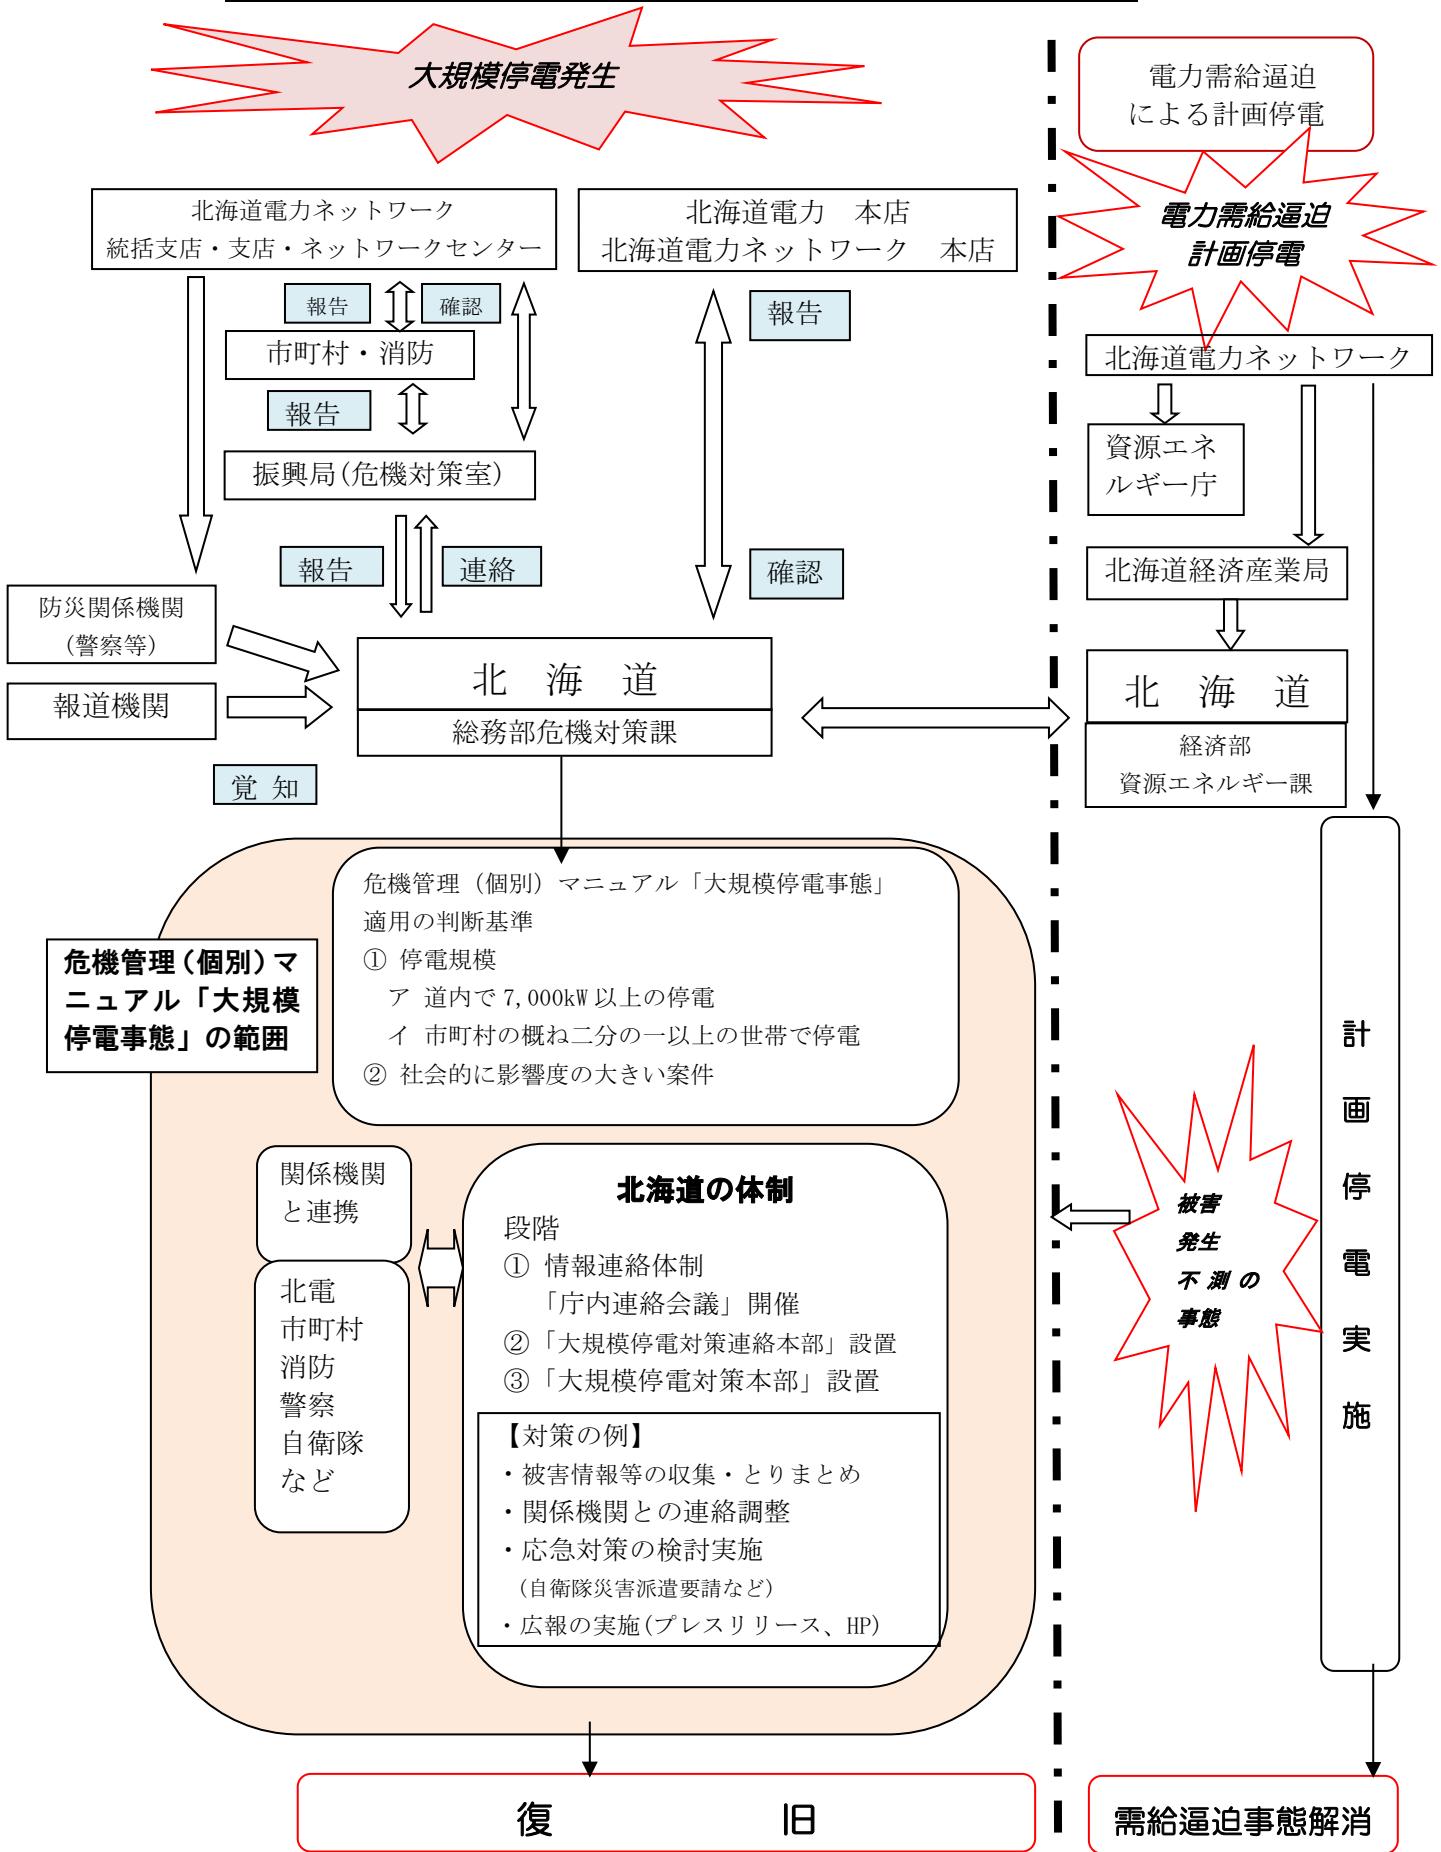 大規模停電発生
北海道電力ネットワーク
統括支店・支店・ネットワークセンター
北海道電力　本店
北海道電力ネットワーク　本店
報告
確認
市町村・消防
報告
振興局(危機対策室)
報告
連絡
報告
確認
防災関係機関
(警察等)
報道機関
北　海　道
総務部危機対策課
覚 知
危機管理（個別）マニュアル「大規模停電事態」
適用の判断基準
① 停電規模
ア 道内で 7,000kW 以上の停電
イ 市町村の概ね二分の一以上の世帯で停電
② 社会的に影響度の大きい案件
危機管理（個別）マ
ニュアル「大規模
停電事態」の範囲
関係機関
と連携
北電
市町村
消防
警察
自衛隊
など
北海道の体制
段階
① 情報連絡体制
「庁内連絡会議」開催
②「大規模停電対策連絡本部」設置
③「大規模停電対策本部」設置
【対策の例】
・被害情報等の収集・とりまとめ
・関係機関との連絡調整
・応急対策の検討実施
(自衛隊災害派遣要請など)
・広報の実施(プレスリリース、HP)
復　旧
電力需給逼迫
による計画停電
電力需給逼迫
計画停電
北海道電力ネットワーク
資源エネ
ルギー庁
北海道経済産業局
北　海　道
経済部
資源エネルギー課
被害
発生
不 測 の
事態
計画停電実施
需給逼迫事態解消